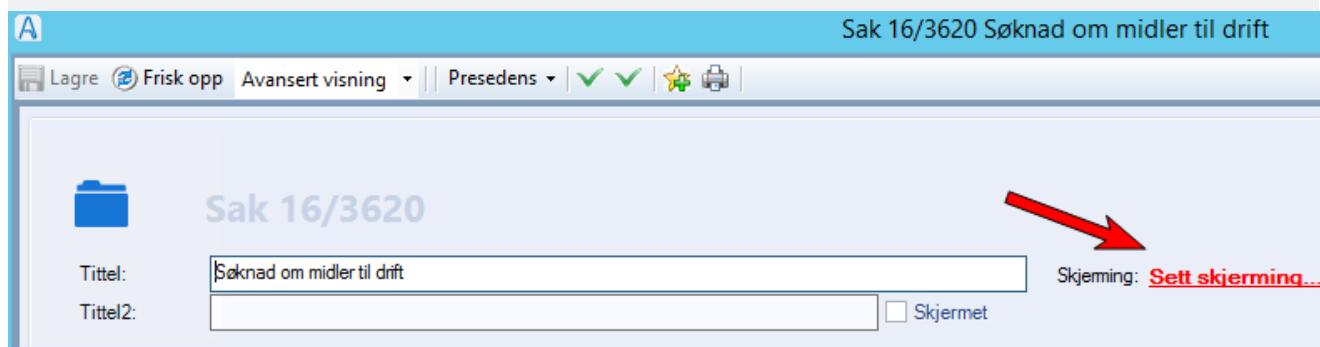 Sak 16/3620 Søknad om midler til drift
Lagre Frisk opp Avansert visning Presedens
Sak 16/3620
Tittel: Søknad om midler til drift Skjerming: Sett skjerming...
Tittel2: Skjermet